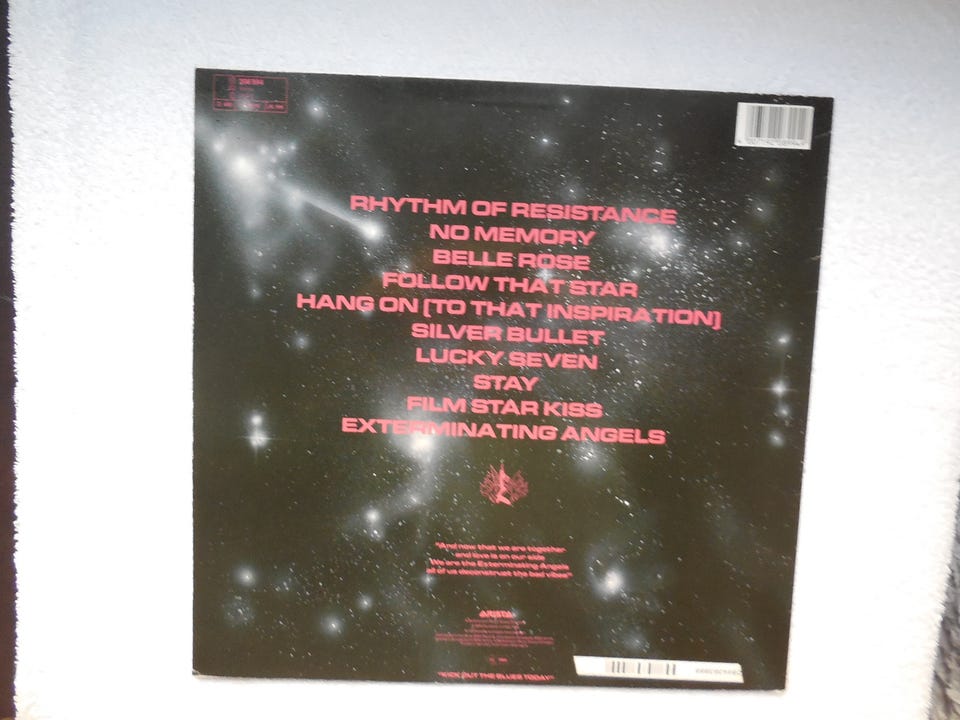 RHYTHM OF RESISTANCE
NO MEMORY
BELLE ROSE
FOLLOW THAT STAR
HANG ON [TO THAT INSPIRATION]
SILVER BULLET
LUCKY SEVEN
STAY
FILM STAR KISS
EXTERMINATING ANGELS
"And now that we are together
and love is on our side
We are the Exterminating Angels
all of us deconstruct the bad vibes"
ARISTA
"KICK OUT THE BLUES TODAY"